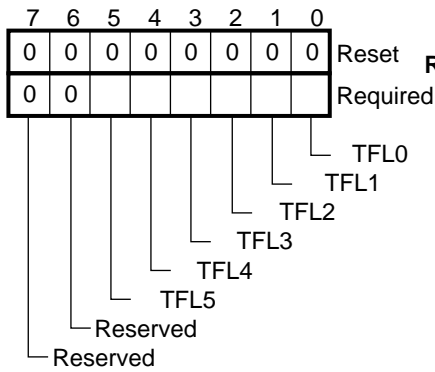 7 6 5 4 3 2 1 0
0 0 0 0 0 0 0 0 Reset R
0 0 Required
TFL0
TFL1
TFL2
TFL3
TFL4
TFL5
Reserved
Reserved